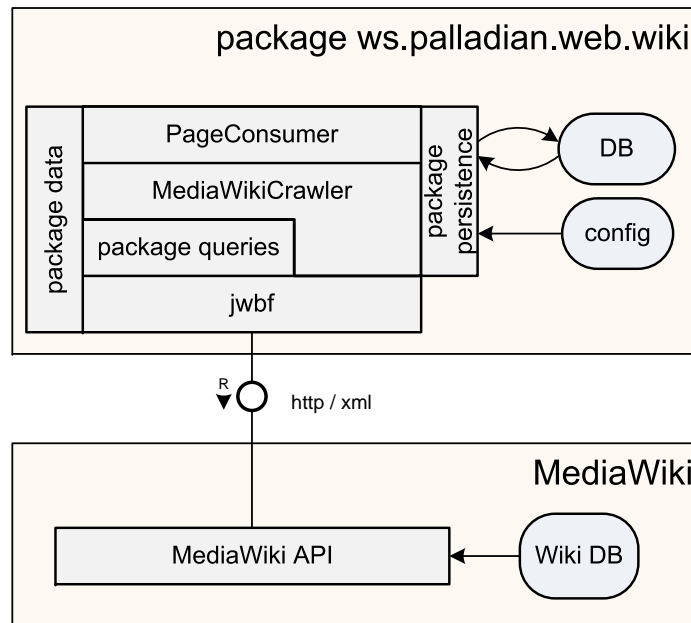 package ws.palladian.web.wiki
package data
PageConsumer
MediaWikiCrawler
package queries
jwbf
package
persistence
DB
config
R
http / xml
MediaWiki
MediaWiki API
Wiki DB